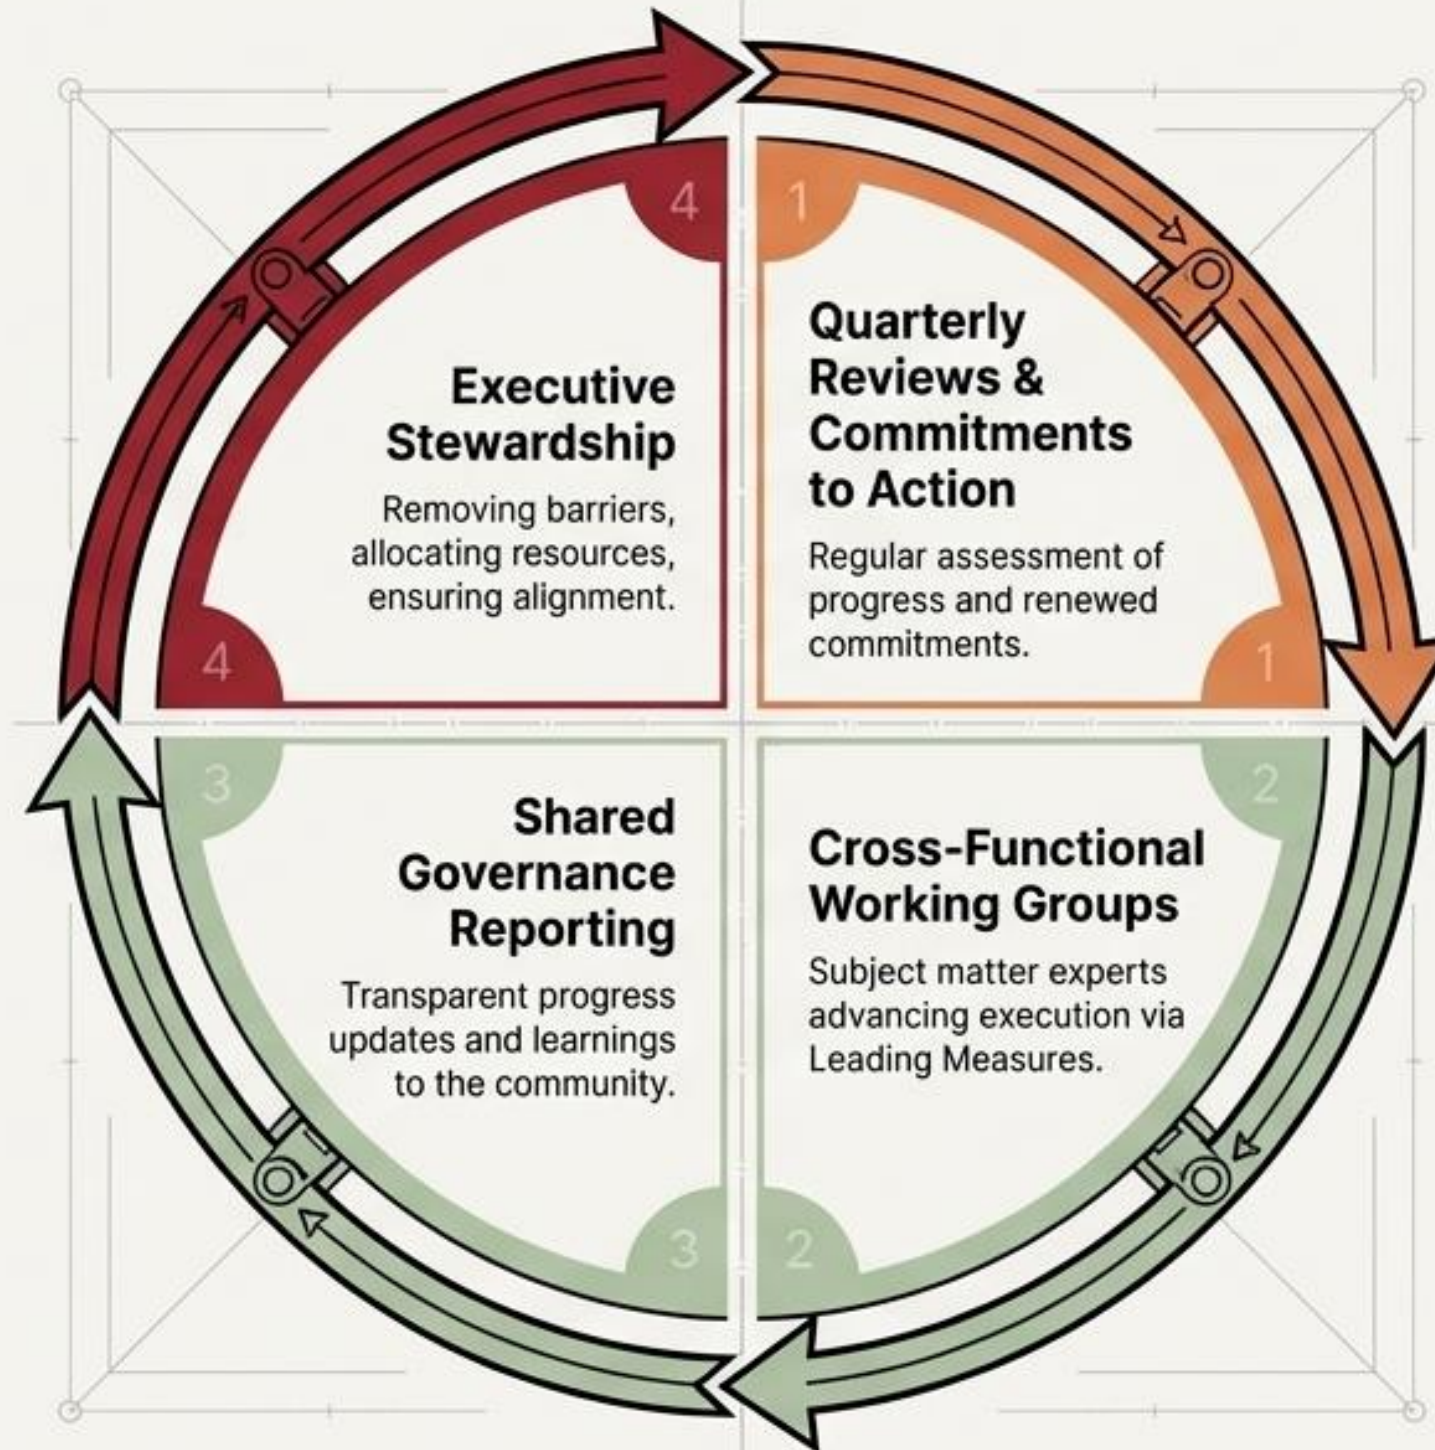 4
Executive
Stewardship
Removing barriers,
allocating resources,
ensuring alignment.
4
1
Quarterly
Reviews &
Commitments
to Action
Regular assessment of
progress and renewed
commitments.
1
3
Shared
Governance
Reporting
Transparent progress
updates and learnings
to the community.
3
2
Cross-Functional
Working Groups
Subject matter experts
advancing execution via
Leading Measures.
2